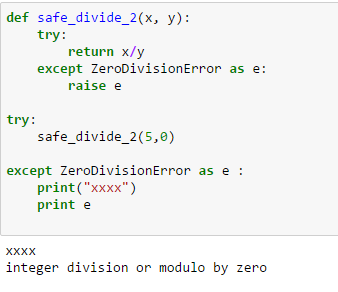 def safe_divide_2(x, y):
    try:
        return x/y
    except ZeroDivisionError as e:
        raise e
try:
    safe_divide_2(5,0)
except ZeroDivisionError as e :
    print("xxxx")
    print e
xxxx
integer division or modulo by zero